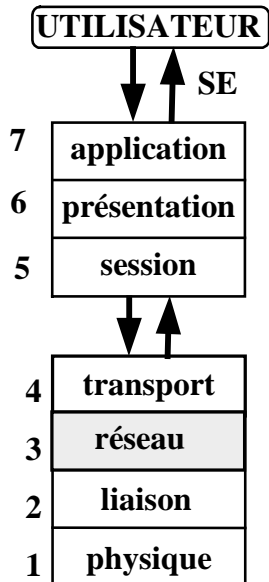 UTILISATEUR
SE
7 application
6 présentation
5 session
4 transport
3 réseau
2 liaison
1 physique